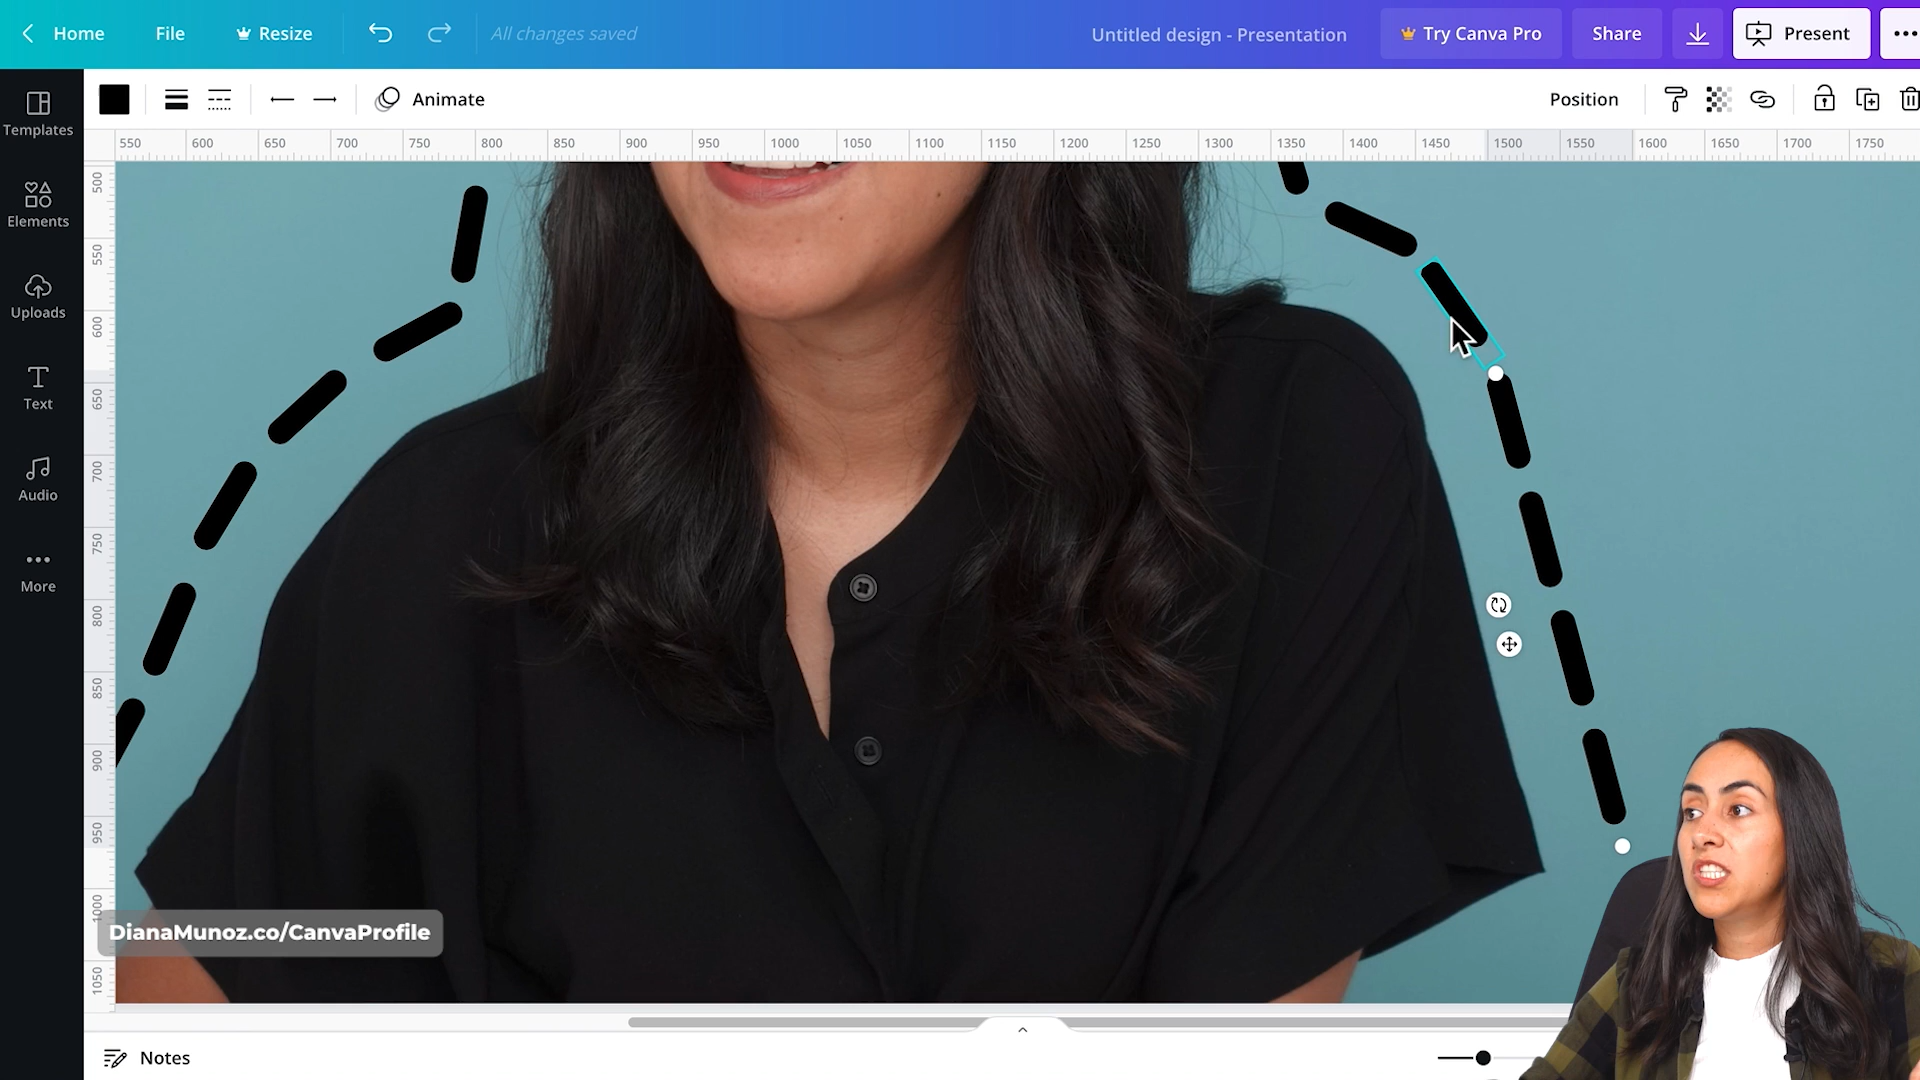 Home
File
Resize
All changes saved
Untitled design - Presentation
Try Canva Pro
Share
Present
Animate
Position
550 600 650 700 750 800 850 900 950 1000 1050 1100 1150 1200 1250 1300 1350 1400 1450 1500 1550 1600 1650 1700 1750
Templates
Elements
Uploads
Text
Audio
More
500
550
600
650
700
750
800
850
900
950
1000
1050
DianaMunoz.co/CanvaProfile
Notes